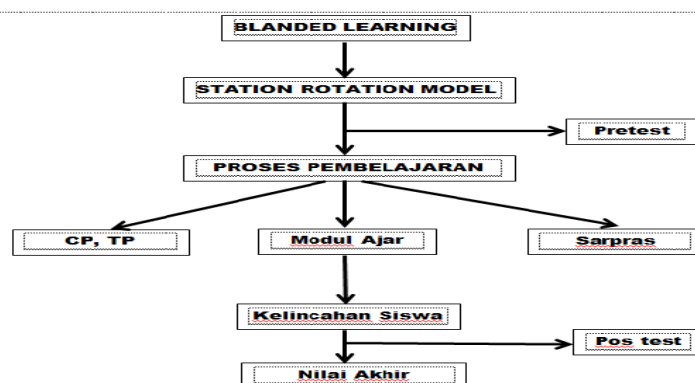 BLANDED LEARNING
STATION ROTATION MODEL
Pretest
PROSES PEMBELAJARAN
CP, TP
Modul Ajar
Sarpras
Kelincahan Siswa
Pos test
Nilai Akhir